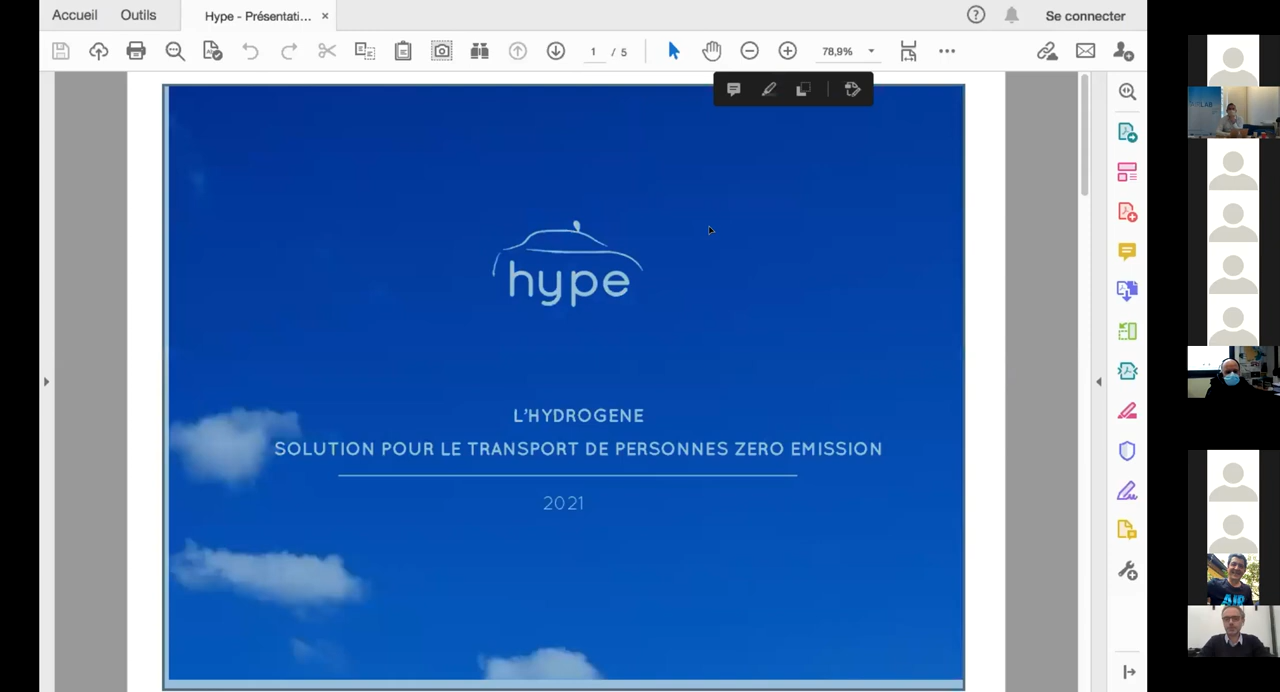 Accueil
Outils
Hype - Présentati... ×
Se connecter
1 / 5
78,9%
hype
L'HYDROGENE
SOLUTION POUR LE TRANSPORT DE PERSONNES ZERO EMISSION
2021
AIR